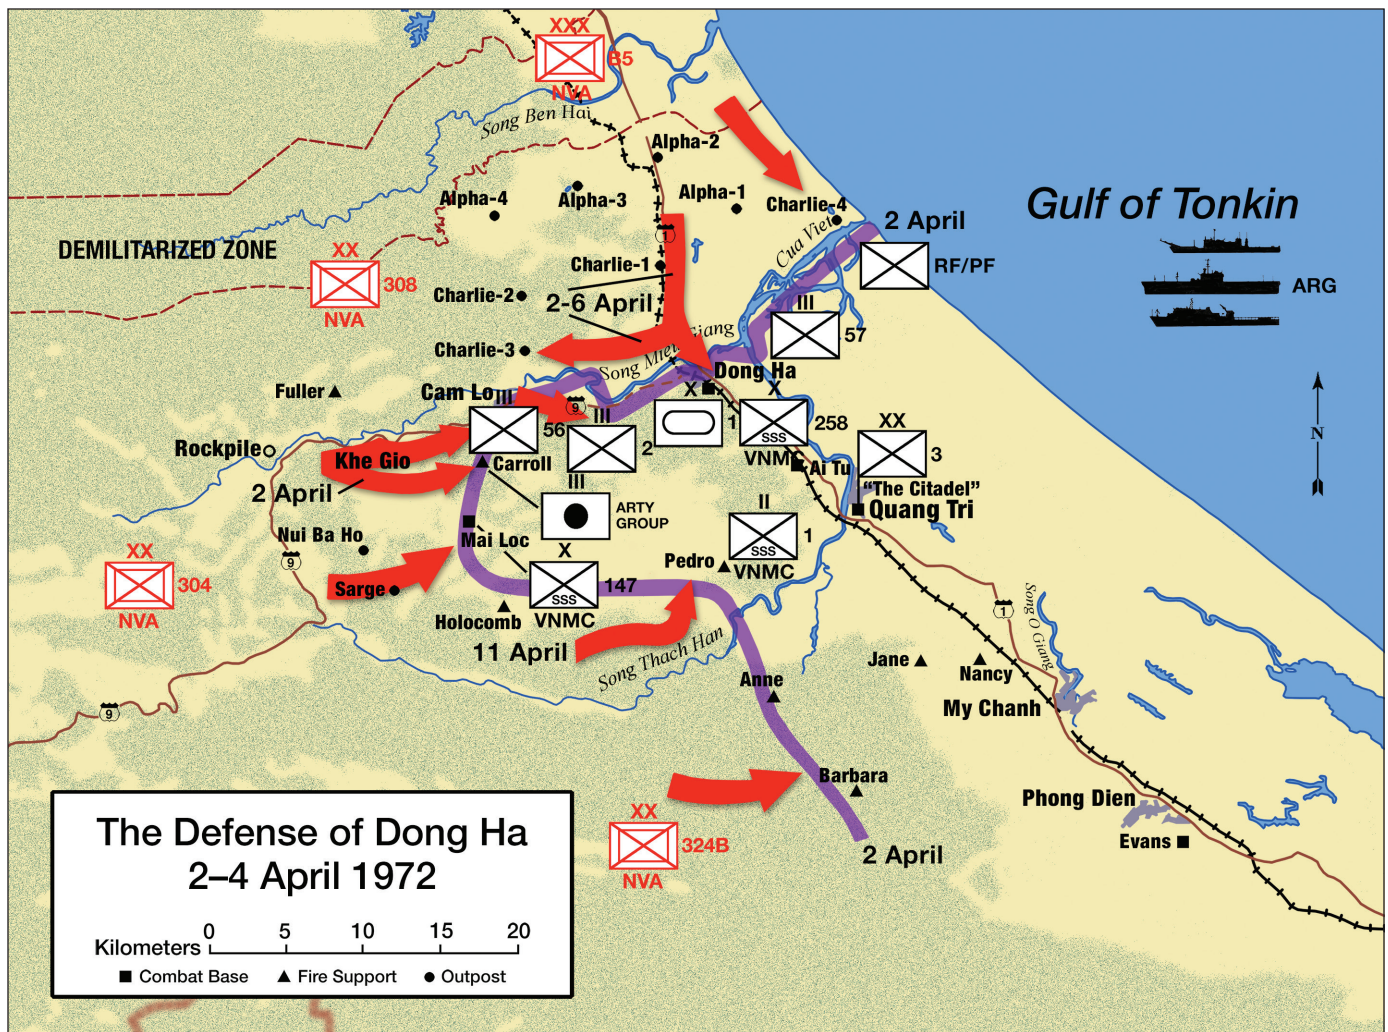 XXX
B5
NVA
Song Ben Hai
Alpha-2
Alpha-4
Alpha-3
Alpha-1
Charlie-4
Gulf of Tonkin
2 April
Cua Viet
1
DEMILITARIZED ZONE
XX
308
NVA
Charlie-1
RF/PF
ARG
Charlie-2
2-6 April
III
57
Charlie-3
Song Mieu Giang
Dong Ha
Fuller
Cam Lo
III
56
9
III
2
X
1
X
258
SSS
VNMC
XX
3
Rockpile
Khe Gio
Carroll
Ai Tu
2 April
"The Citadel"
Quang Tri
N
III
ARTY
GROUP
Nui Ba Ho
Mai Loc
II
1
SSS
VNMC
XX
304
NVA
9
Pedro
X
147
SSS
VNMC
Sarge
Holocomb
1
Song O Giang
11 April
Song Thach Han
Jane
Nancy
Anne
My Chanh
9
Barbara
Phong Dien
XX
324B
NVA
2 April
Evans
The Defense of Dong Ha
2–4 April 1972
0 5 10 15 20
Kilometers
Combat Base Fire Support Outpost